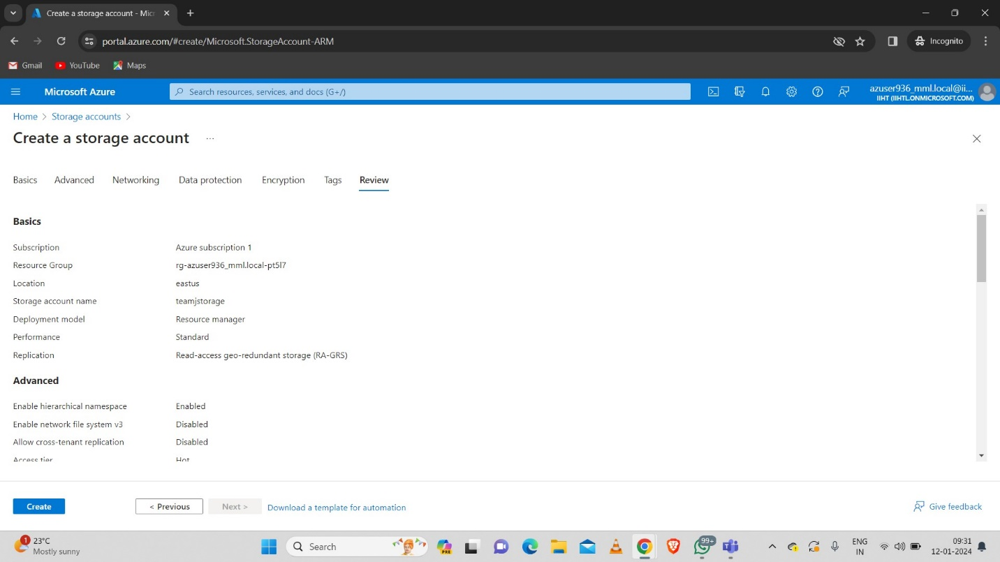 Create a storage account - Micr
portal.azure.com/#create/Microsoft.StorageAccount-ARM
Incognito
Gmail YouTube Maps
Microsoft Azure
Search resources, services, and docs (G+/)
azuser936_mml.local@ii...
IIHT (IIHTL.ONMICROSOFT.COM)
Home > Storage accounts >
Create a storage account ...
Basics Advanced Networking Data protection Encryption Tags Review
Basics
Subscription Azure subscription 1
Resource Group rg-azuser936_mml.local-pt5l7
Location eastus
Storage account name teamjstorage
Deployment model Resource manager
Performance Standard
Replication Read-access geo-redundant storage (RA-GRS)
Advanced
Enable hierarchical namespace Enabled
Enable network file system v3 Disabled
Allow cross-tenant replication Disabled
Access tier Hot
Create < Previous Next > Download a template for automation Give feedback
1 23°C
Mostly sunny
Search
PRE
99+
ENG
IN
09:31
12-01-2024